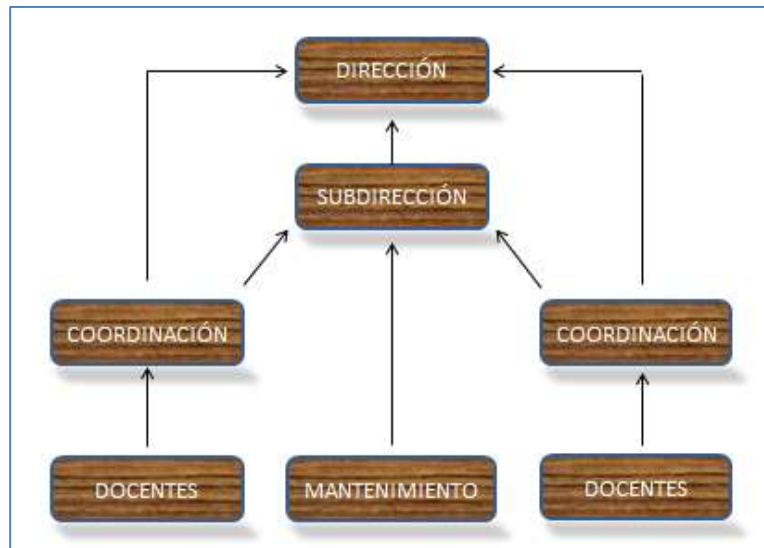 DIRECCIÓN
SUBDIRECCIÓN
COORDINACIÓN
COORDINACIÓN
DOCENTES
MANTENIMIENTO
DOCENTES